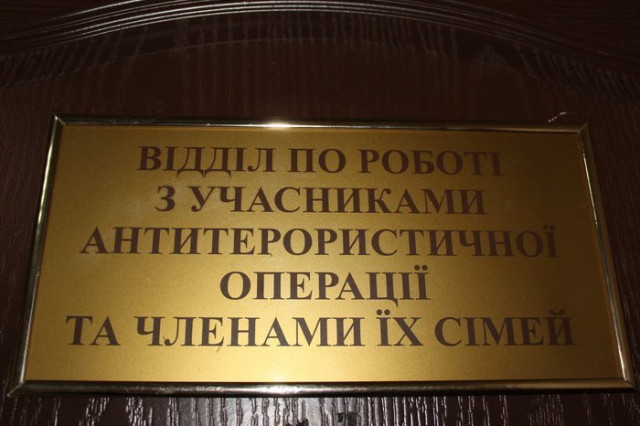 ВІДДІЛ ПО РОБОТІ
З УЧАСНИКАМИ
АНТИТЕРОРИСТИЧНОЇ
ОПЕРАЦІЇ
ТА ЧЛЕНАМИ ЇХ СІМЕЙ